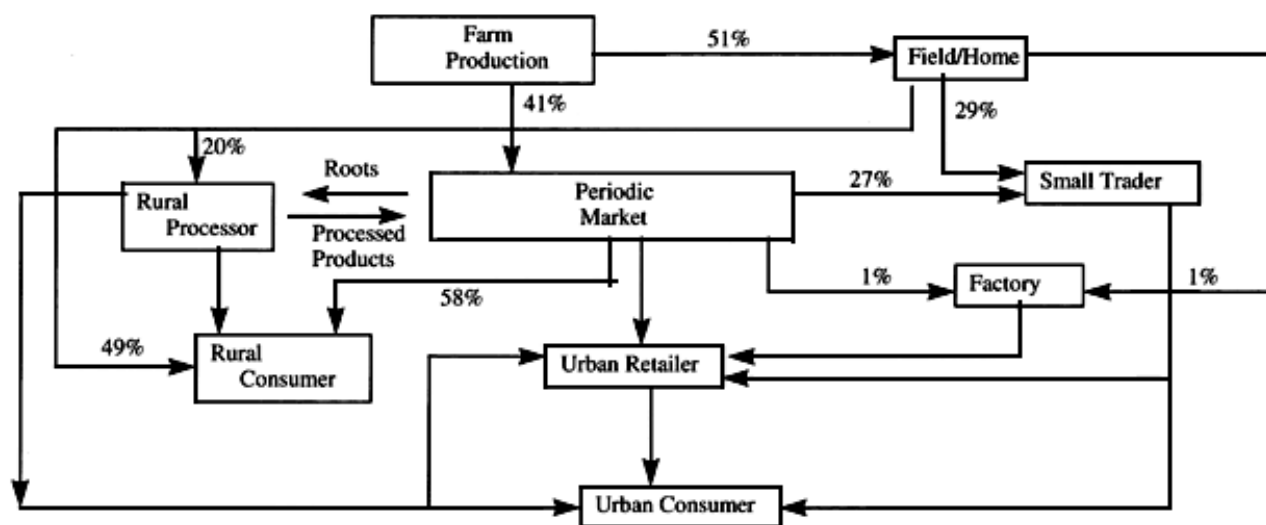 Farm
Production
51%
Field/Home
41%
29%
20%
Roots
Rural
Processor
Periodic
Market
27%
Small Trader
Processed
Products
58%
1%
Factory
1%
49%
Rural
Consumer
Urban Retailer
Urban Consumer